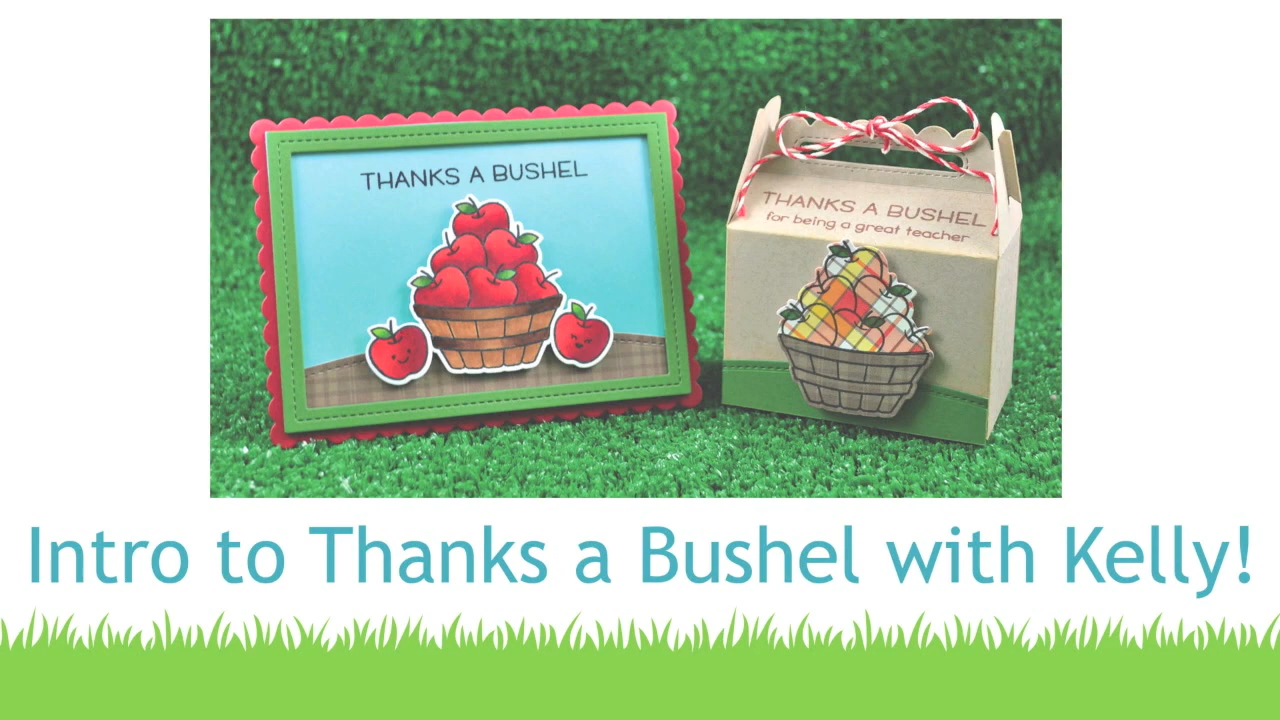 THANKS A BUSHEL
THANKS A BUSHEL
for being a great teacher
Intro to Thanks a Bushel with Kelly!